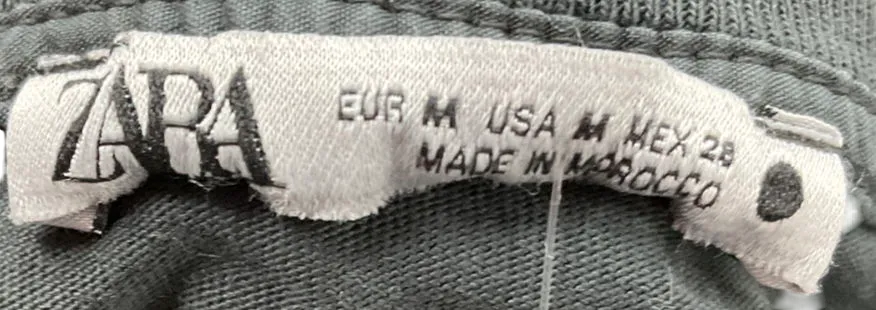 ZARA
EUR M USA M MEX 28
MADE IN MOROCCO